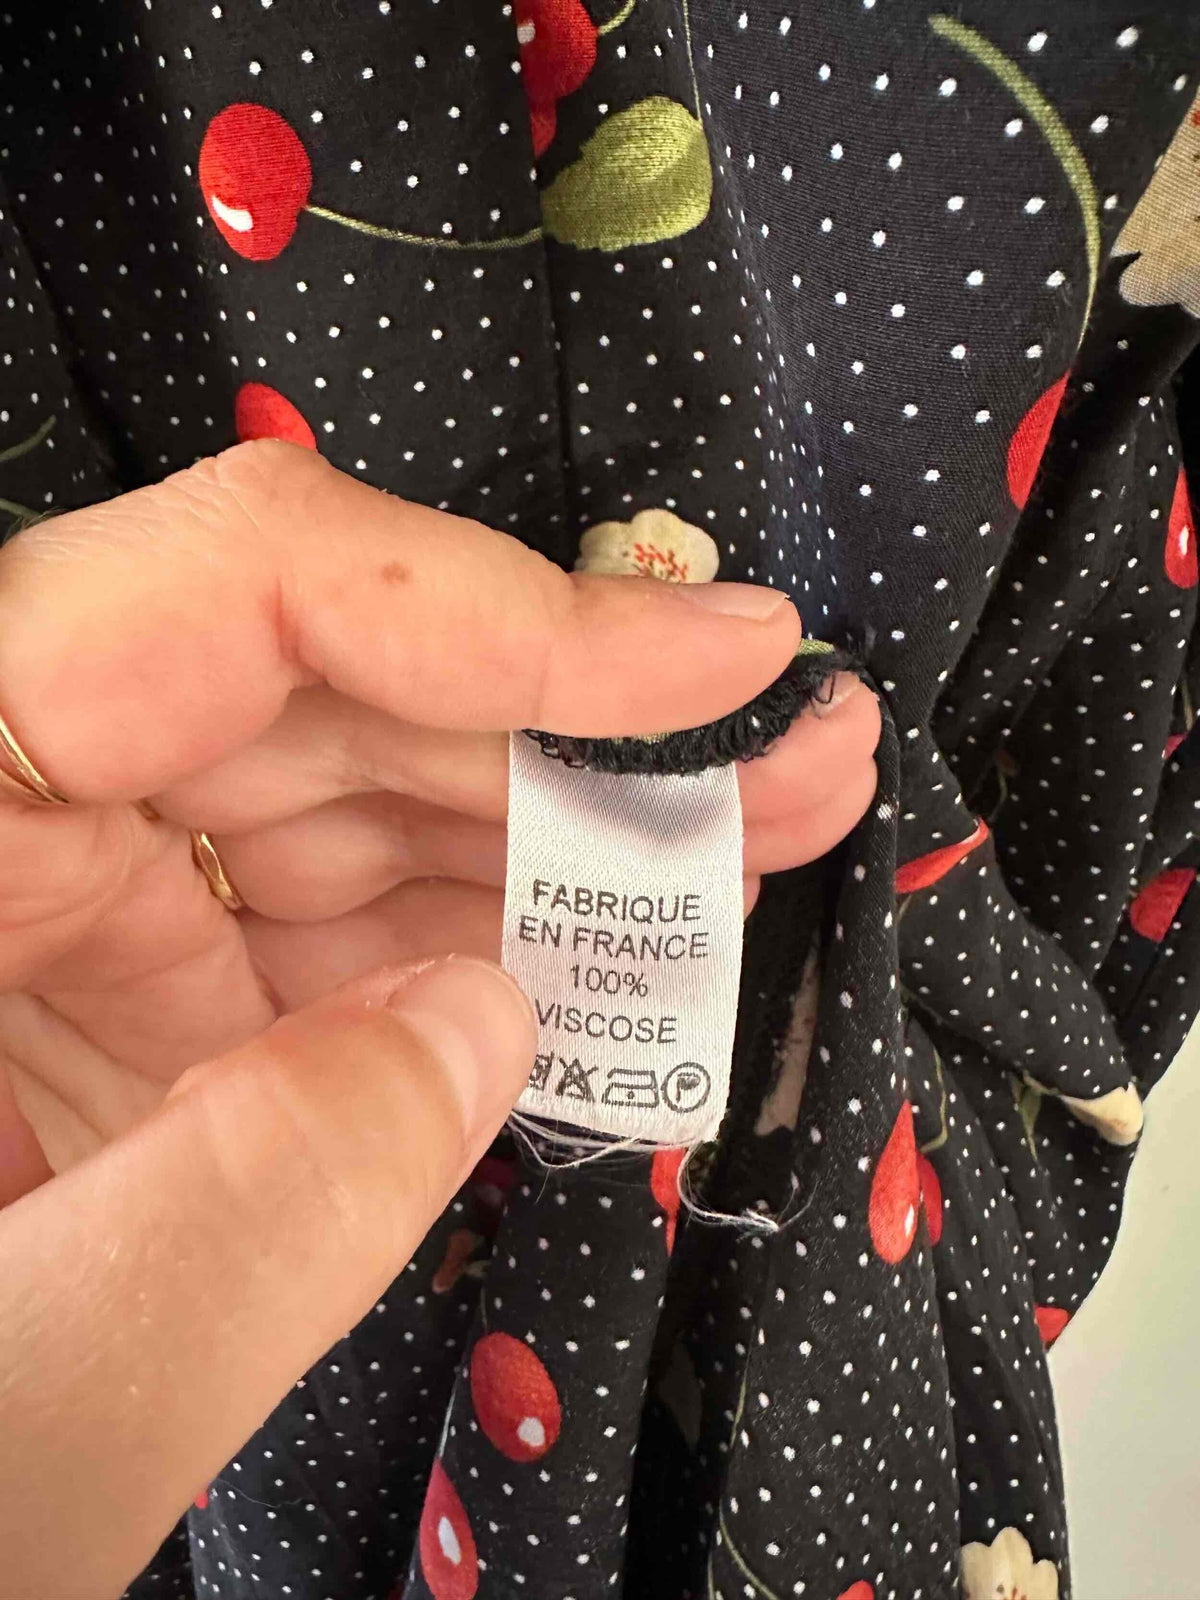 FABRIQUE
EN FRANCE
100%
VISCOSE
P